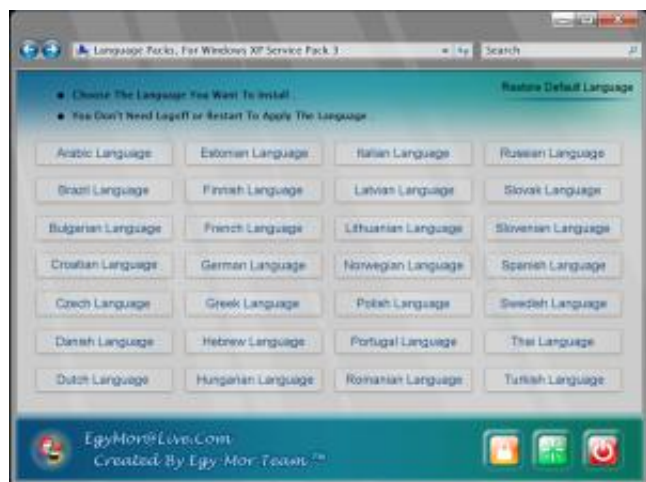 Language Packs, For Windows XP Service Pack 3
Search
Restore Default Language
Choose The Language You Want To Install
You Don't Need Logoff or Restart To Apply The Language
Arabic Language Estonian Language Italian Language Russian Language
Brazil Language Finnish Language Latvian Language Slovak Language
Bulgarian Language French Language Lithuanian Language Slovenian Language
Croatian Language German Language Norwegian Language Spanish Language
Czech Language Greek Language Polish Language Swedish Language
Danish Language Hebrew Language Portugal Language Thai Language
Dutch Language Hungarian Language Romanian Language Turkish Language
EgyMor@Live.Com
Created By Egy-Mor Team ™